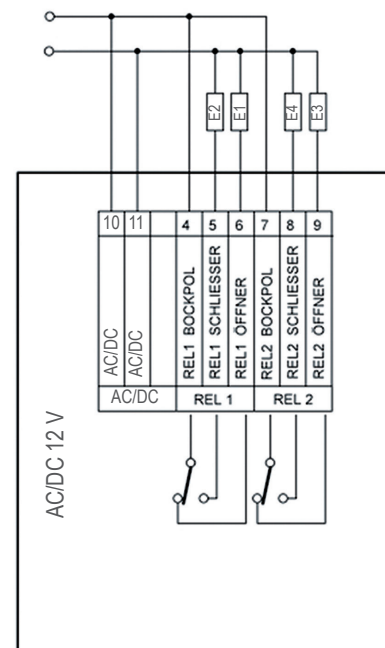 E2 E1 E4 E3
10 11 4 5 6 7 8 9
AC/DC
AC/DC
REL1 BOCKPOL
REL1 SCHLIESSER
REL1 ÖFFNER
REL2 BOCKPOL
REL2 SCHLIESSER
REL2 ÖFFNER
AC/DC REL 1 REL 2
AC/DC 12 V